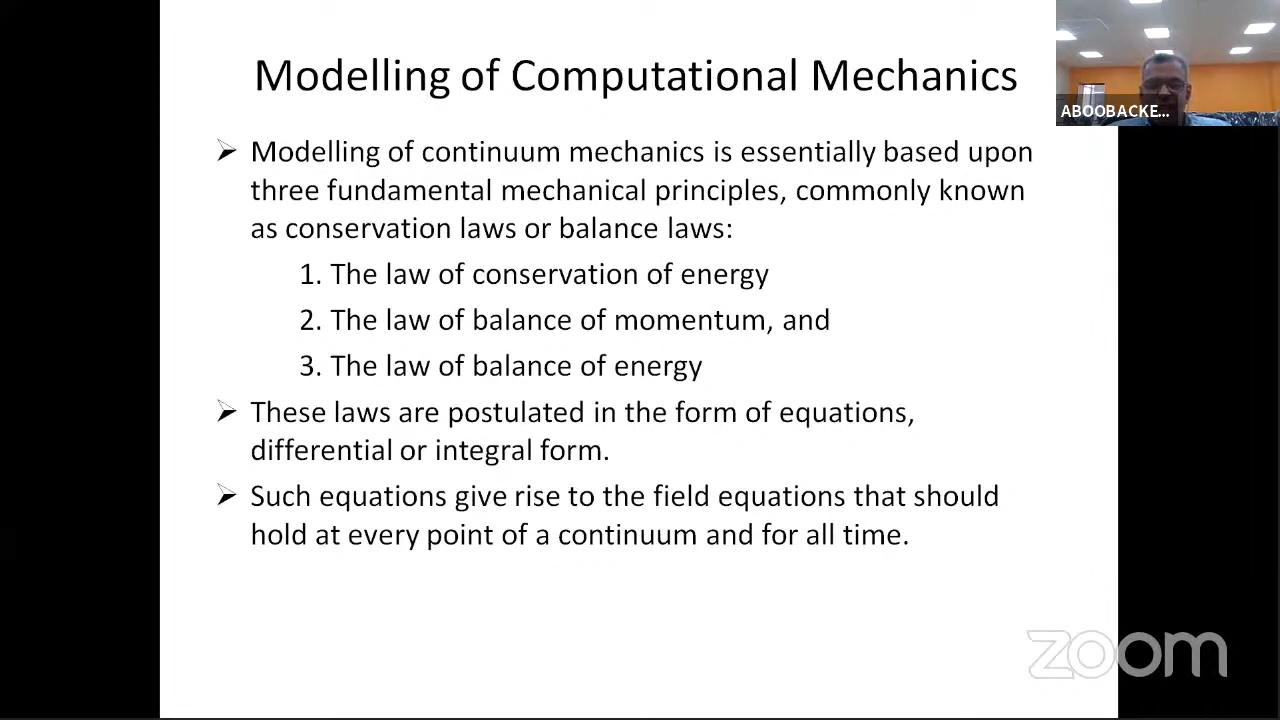 Modelling of Computational Mechanics
ABOOBACKE...
➢ Modelling of continuum mechanics is essentially based upon
three fundamental mechanical principles, commonly known
as conservation laws or balance laws:
1. The law of conservation of energy
2. The law of balance of momentum, and
3. The law of balance of energy
➢ These laws are postulated in the form of equations,
differential or integral form.
➢ Such equations give rise to the field equations that should
hold at every point of a continuum and for all time.
zoom